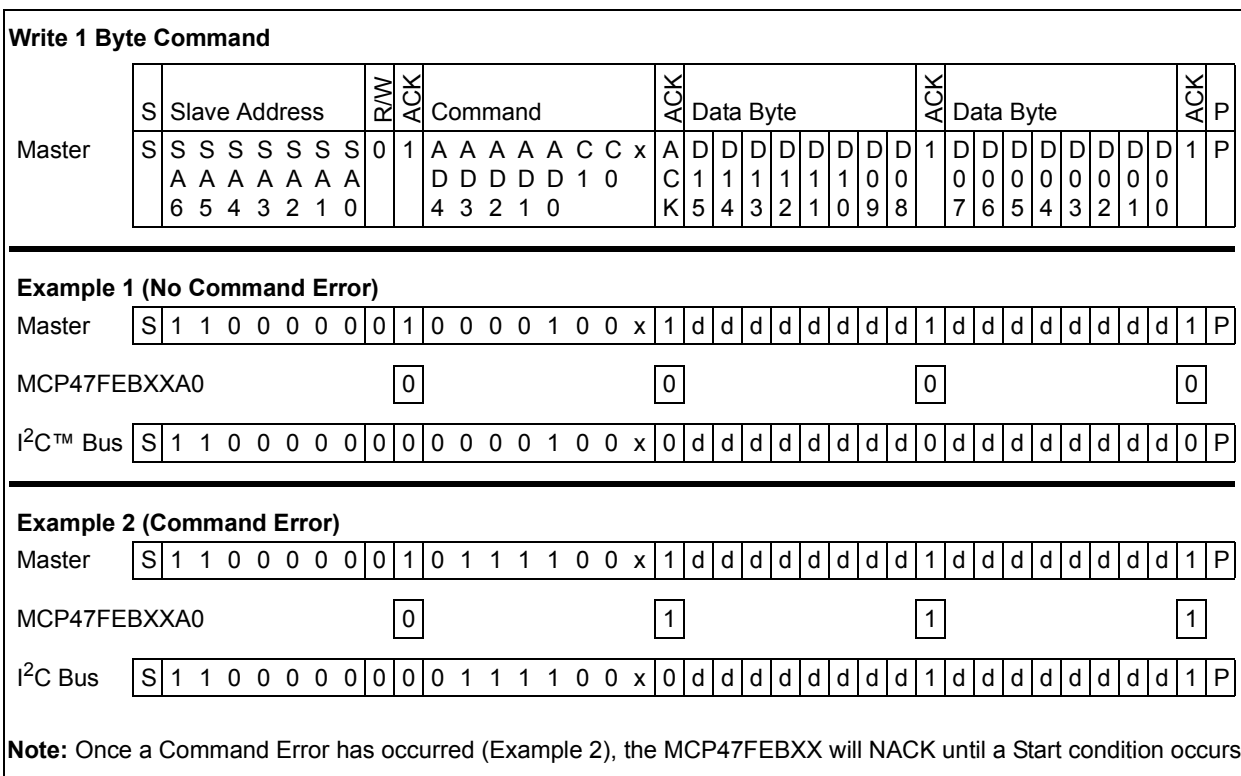 Write 1 Byte Command
S Slave Address R/W ACK Command ACK Data Byte ACK Data Byte ACK P
Master S S S S S S S S 0 1 A A A A A C C x A D D D D D D D D 1 D D D D D D D D 1 P
A A A A A A A D D D D D 1 0 C 1 1 1 1 1 1 0 0 0 0 0 0 0 0 0 0
6 5 4 3 2 1 0 4 3 2 1 0 K 5 4 3 2 1 0 9 8 7 6 5 4 3 2 1 0
Example 1 (No Command Error)
Master S 1 1 0 0 0 0 0 0 1 0 0 0 0 1 0 0 x 1 d d d d d d d d 1 d d d d d d d d 1 P
MCP47FEBXXA0 0 0 0 0
I2C™ Bus S 1 1 0 0 0 0 0 0 0 0 0 0 0 1 0 0 x 0 d d d d d d d d 0 d d d d d d d d 0 P
Example 2 (Command Error)
Master S 1 1 0 0 0 0 0 0 1 0 1 1 1 1 0 0 x 1 d d d d d d d d 1 d d d d d d d d 1 P
MCP47FEBXXA0 0 1 1 1
I2C Bus S 1 1 0 0 0 0 0 0 0 0 1 1 1 1 0 0 x 0 d d d d d d d d 1 d d d d d d d d 1 P
Note: Once a Command Error has occurred (Example 2), the MCP47FEBXX will NACK until a Start condition occurs